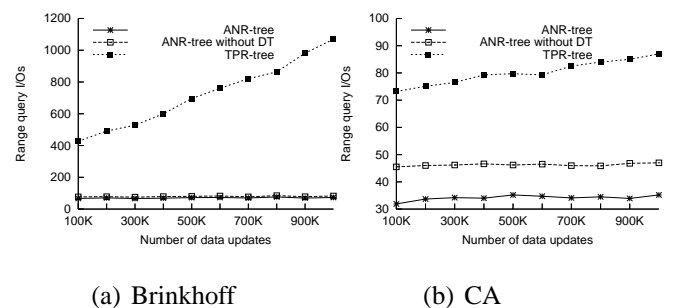 ANR-tree
ANR-tree without DT
TPR-tree
Range query I/Os
1200
1000
800
600
400
200
0
100K 300K 500K 700K 900K
Number of data updates
(a) Brinkhoff
ANR-tree
ANR-tree without DT
TPR-tree
Range query I/Os
100
90
80
70
60
50
40
30
100K 300K 500K 700K 900K
Number of data updates
(b) CA